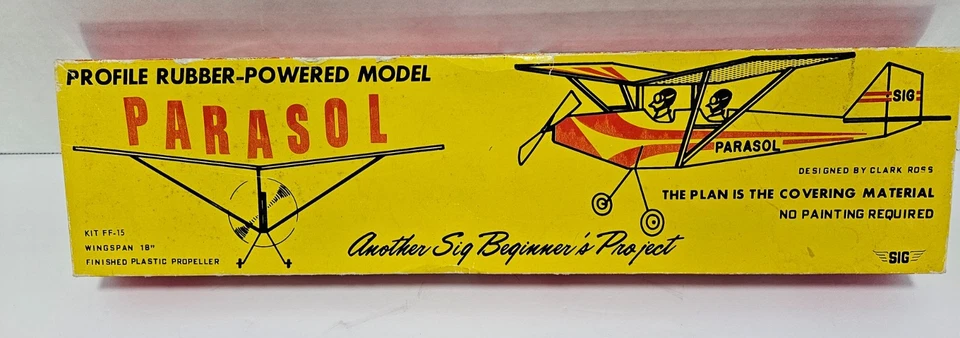 PROFILE RUBBER-POWERED MODEL
PARASOL
KIT FF-15
WINGSPAN 18"
FINISHED PLASTIC PROPELLER
Another Sig Beginner's Project
SIG
PARASOL
DESIGNED BY CLARK ROSS
THE PLAN IS THE COVERING MATERIAL
NO PAINTING REQUIRED
SIG